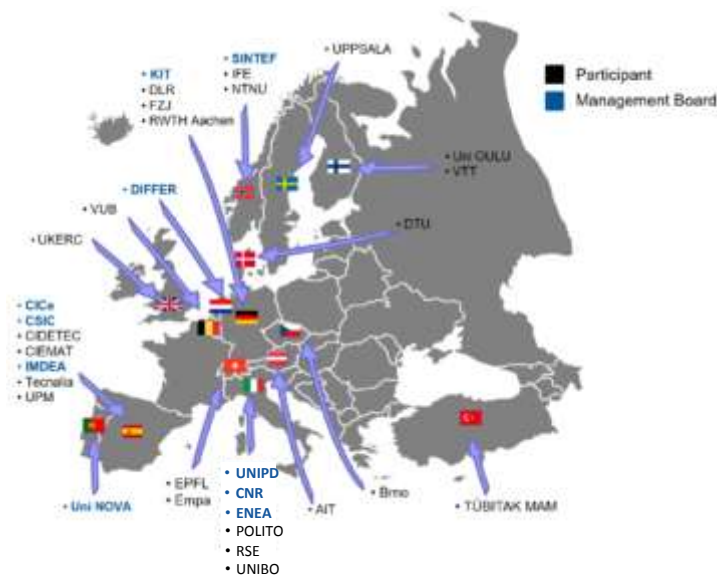 • UPPSALA
• SINTEF
• IFE
• NTNU
• KIT
• DLR
• FZJ
• RWTH Aachen
Participant
Management Board
• Uni OULU
• VTT
• DIFFER
• VUB
• UKERC
• DTU
• CICe
• CSIC
• CIDETEC
• CIEMAT
• IMDEA
• Tecnalia
• UPM
• Uni NOVA
• EPFL
• Empa
• UNIPD
• CNR
• ENEA
• POLITO
• RSE
• UNIBO
• AIT
• Brno
• TÜBITAK MAM